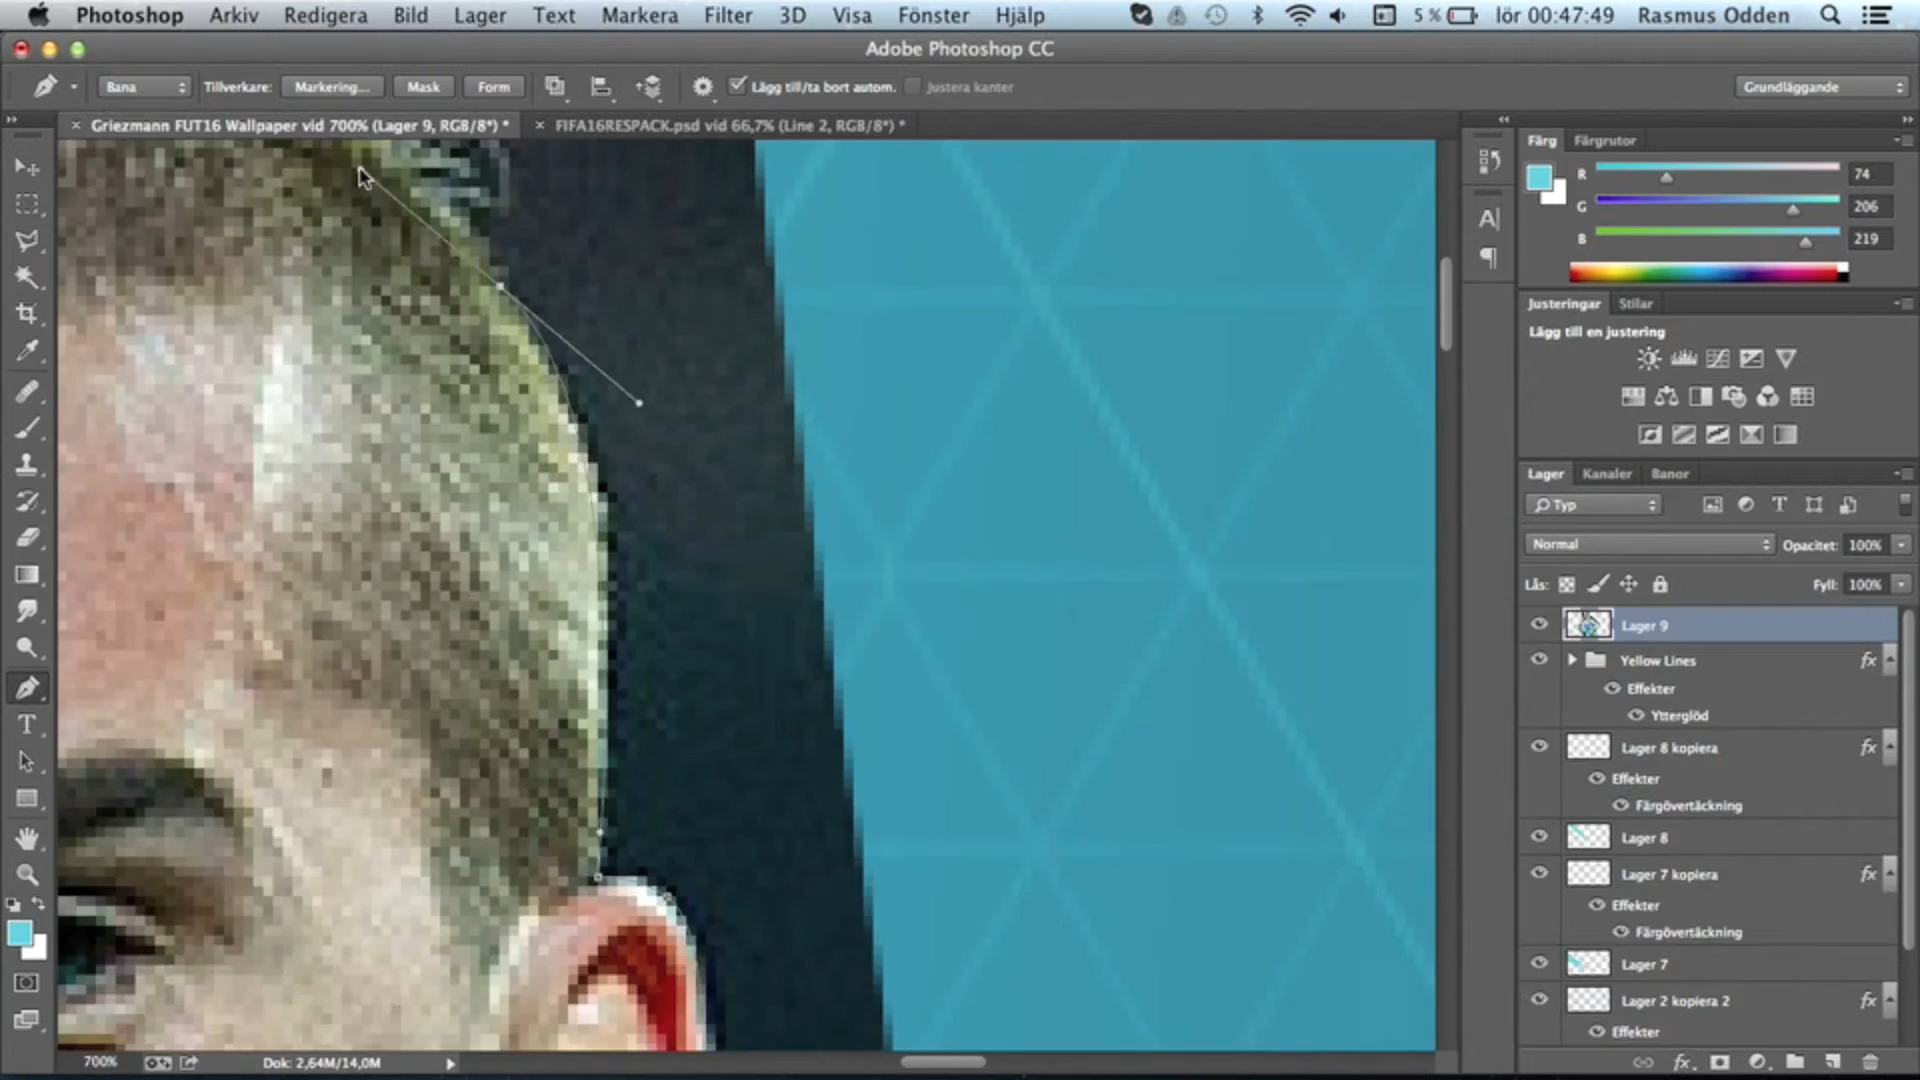 Photoshop Arkiv Redigera Bild Lager Text Markera Filter 3D Visa Fönster Hjälp 5 % lör 00:47:49 Rasmus Odden
Adobe Photoshop CC
Bana Tillverkare: Markering... Mask Form Lägg till/ta bort autom. Justera kanter Grundläggande
Griezmann FUT16 Wallpaper vid 700% (Lager 9, RGB/8*) * FIFA16RESPACK.psd vid 66,7% (Line 2, RGB/8*) *
Färg Färgrutor
R 74
G 206
B 219
Justeringar Stilar
Lägg till en justering
Lager Kanaler Banor
Typ
Normal Opacitet: 100%
Lås: Fyll: 100%
Lager 9
Yellow Lines fx
Effekter
Ytterglöd
Lager 8 kopiera fx
Effekter
Färgövertäckning
Lager 8
Lager 7 kopiera fx
Effekter
Färgövertäckning
Lager 7
Lager 2 kopiera 2 fx
Effekter
700% Dok: 2,64M/14,0M fx